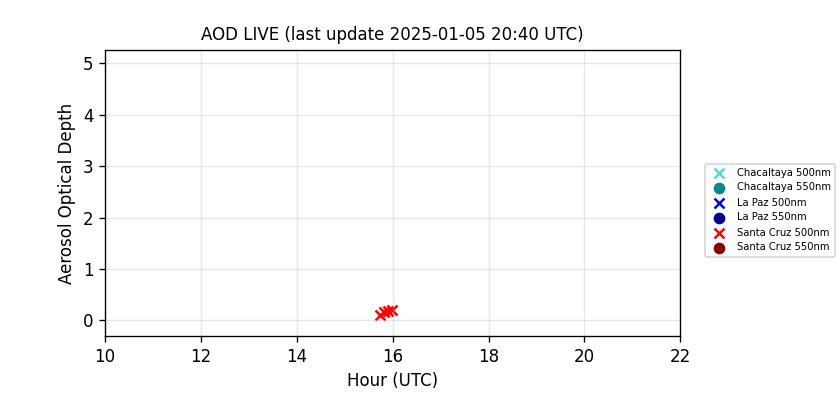 AOD LIVE (last update 2025-01-05 20:40 UTC)
5
4
3
2
1
0
Aerosol Optical Depth
10 12 14 16 18 20 22
Hour (UTC)
Chacaltaya 500nm
Chacaltaya 550nm
La Paz 500nm
La Paz 550nm
Santa Cruz 500nm
Santa Cruz 550nm